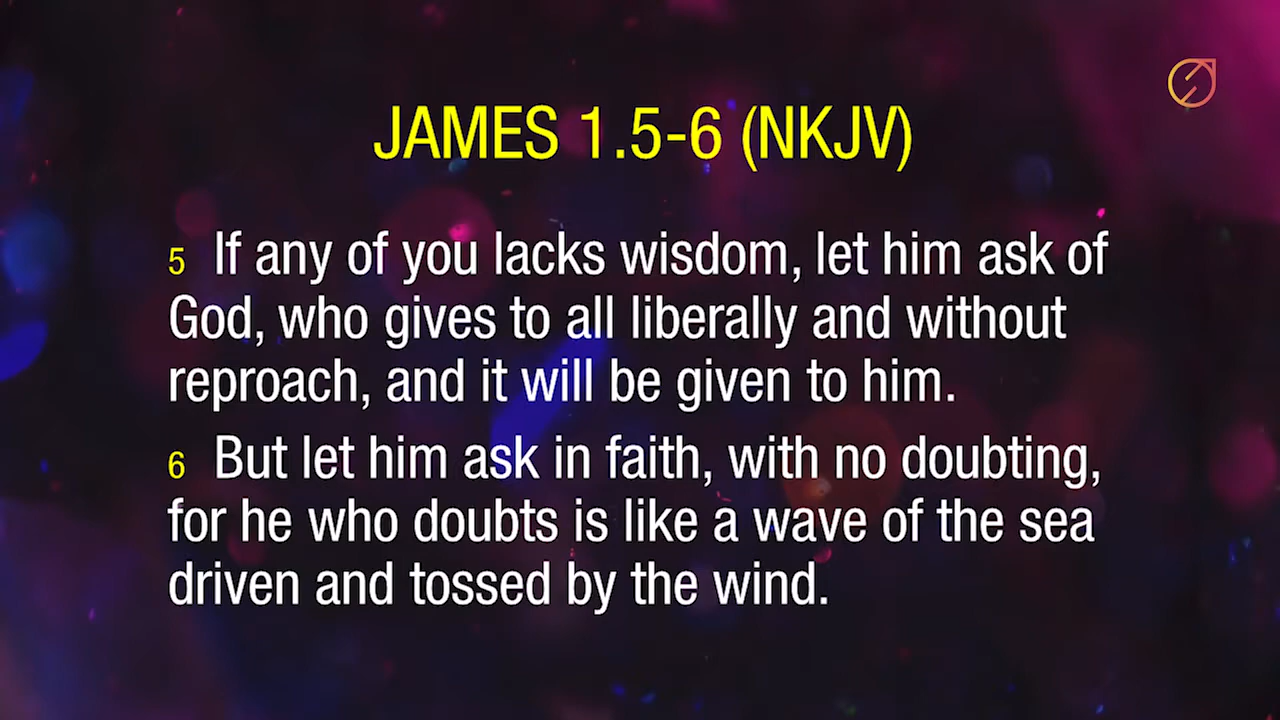 JAMES 1.5-6 (NKJV)
5 If any of you lacks wisdom, let him ask of
God, who gives to all liberally and without
reproach, and it will be given to him.
6 But let him ask in faith, with no doubting,
for he who doubts is like a wave of the sea
driven and tossed by the wind.